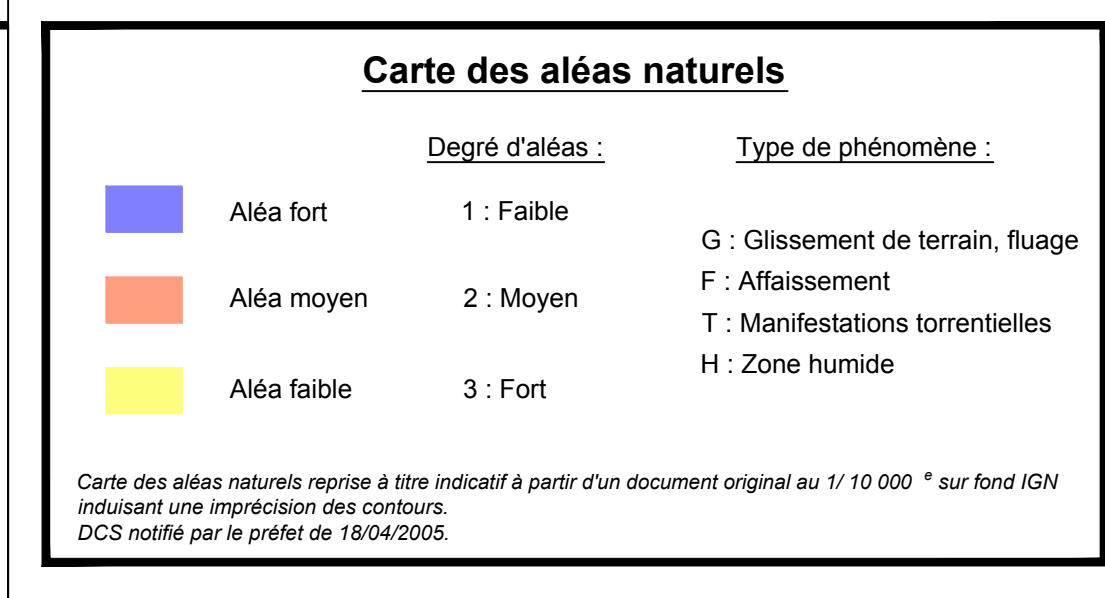 Carte des aléas naturels
Degré d'aléas :
Type de phénomène :
Aléa fort
1 : Faible
Aléa moyen
2 : Moyen
Aléa faible
3 : Fort
G : Glissement de terrain, fluage
F : Affaissement
T : Manifestations torrentielles
H : Zone humide
Carte des aléas naturels reprise à titre indicatif à partir d'un document original au 1/ 10 000 e sur fond IGN
induisant une imprécision des contours.
DCS notifié par le préfet de 18/04/2005.